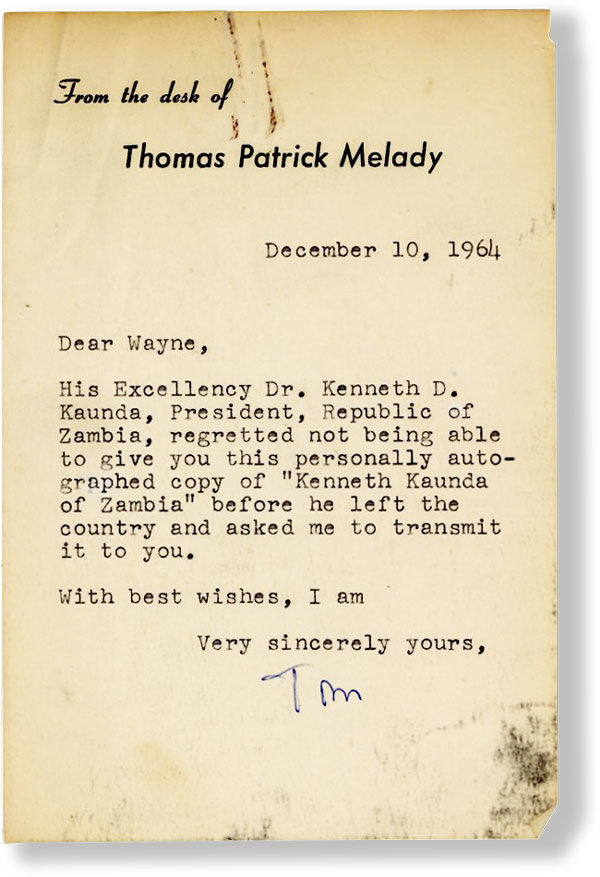 From the desk of
Thomas Patrick Melady
December 10, 1964
Dear Wayne,
His Excellency Dr. Kenneth D.
Kaunda, President, Republic of
Zambia, regretted not being able
to give you this personally auto-
graphed copy of "Kenneth Kaunda
of Zambia" before he left the
country and asked me to transmit
it to you.
With best wishes, I am
Very sincerely yours,
Tom